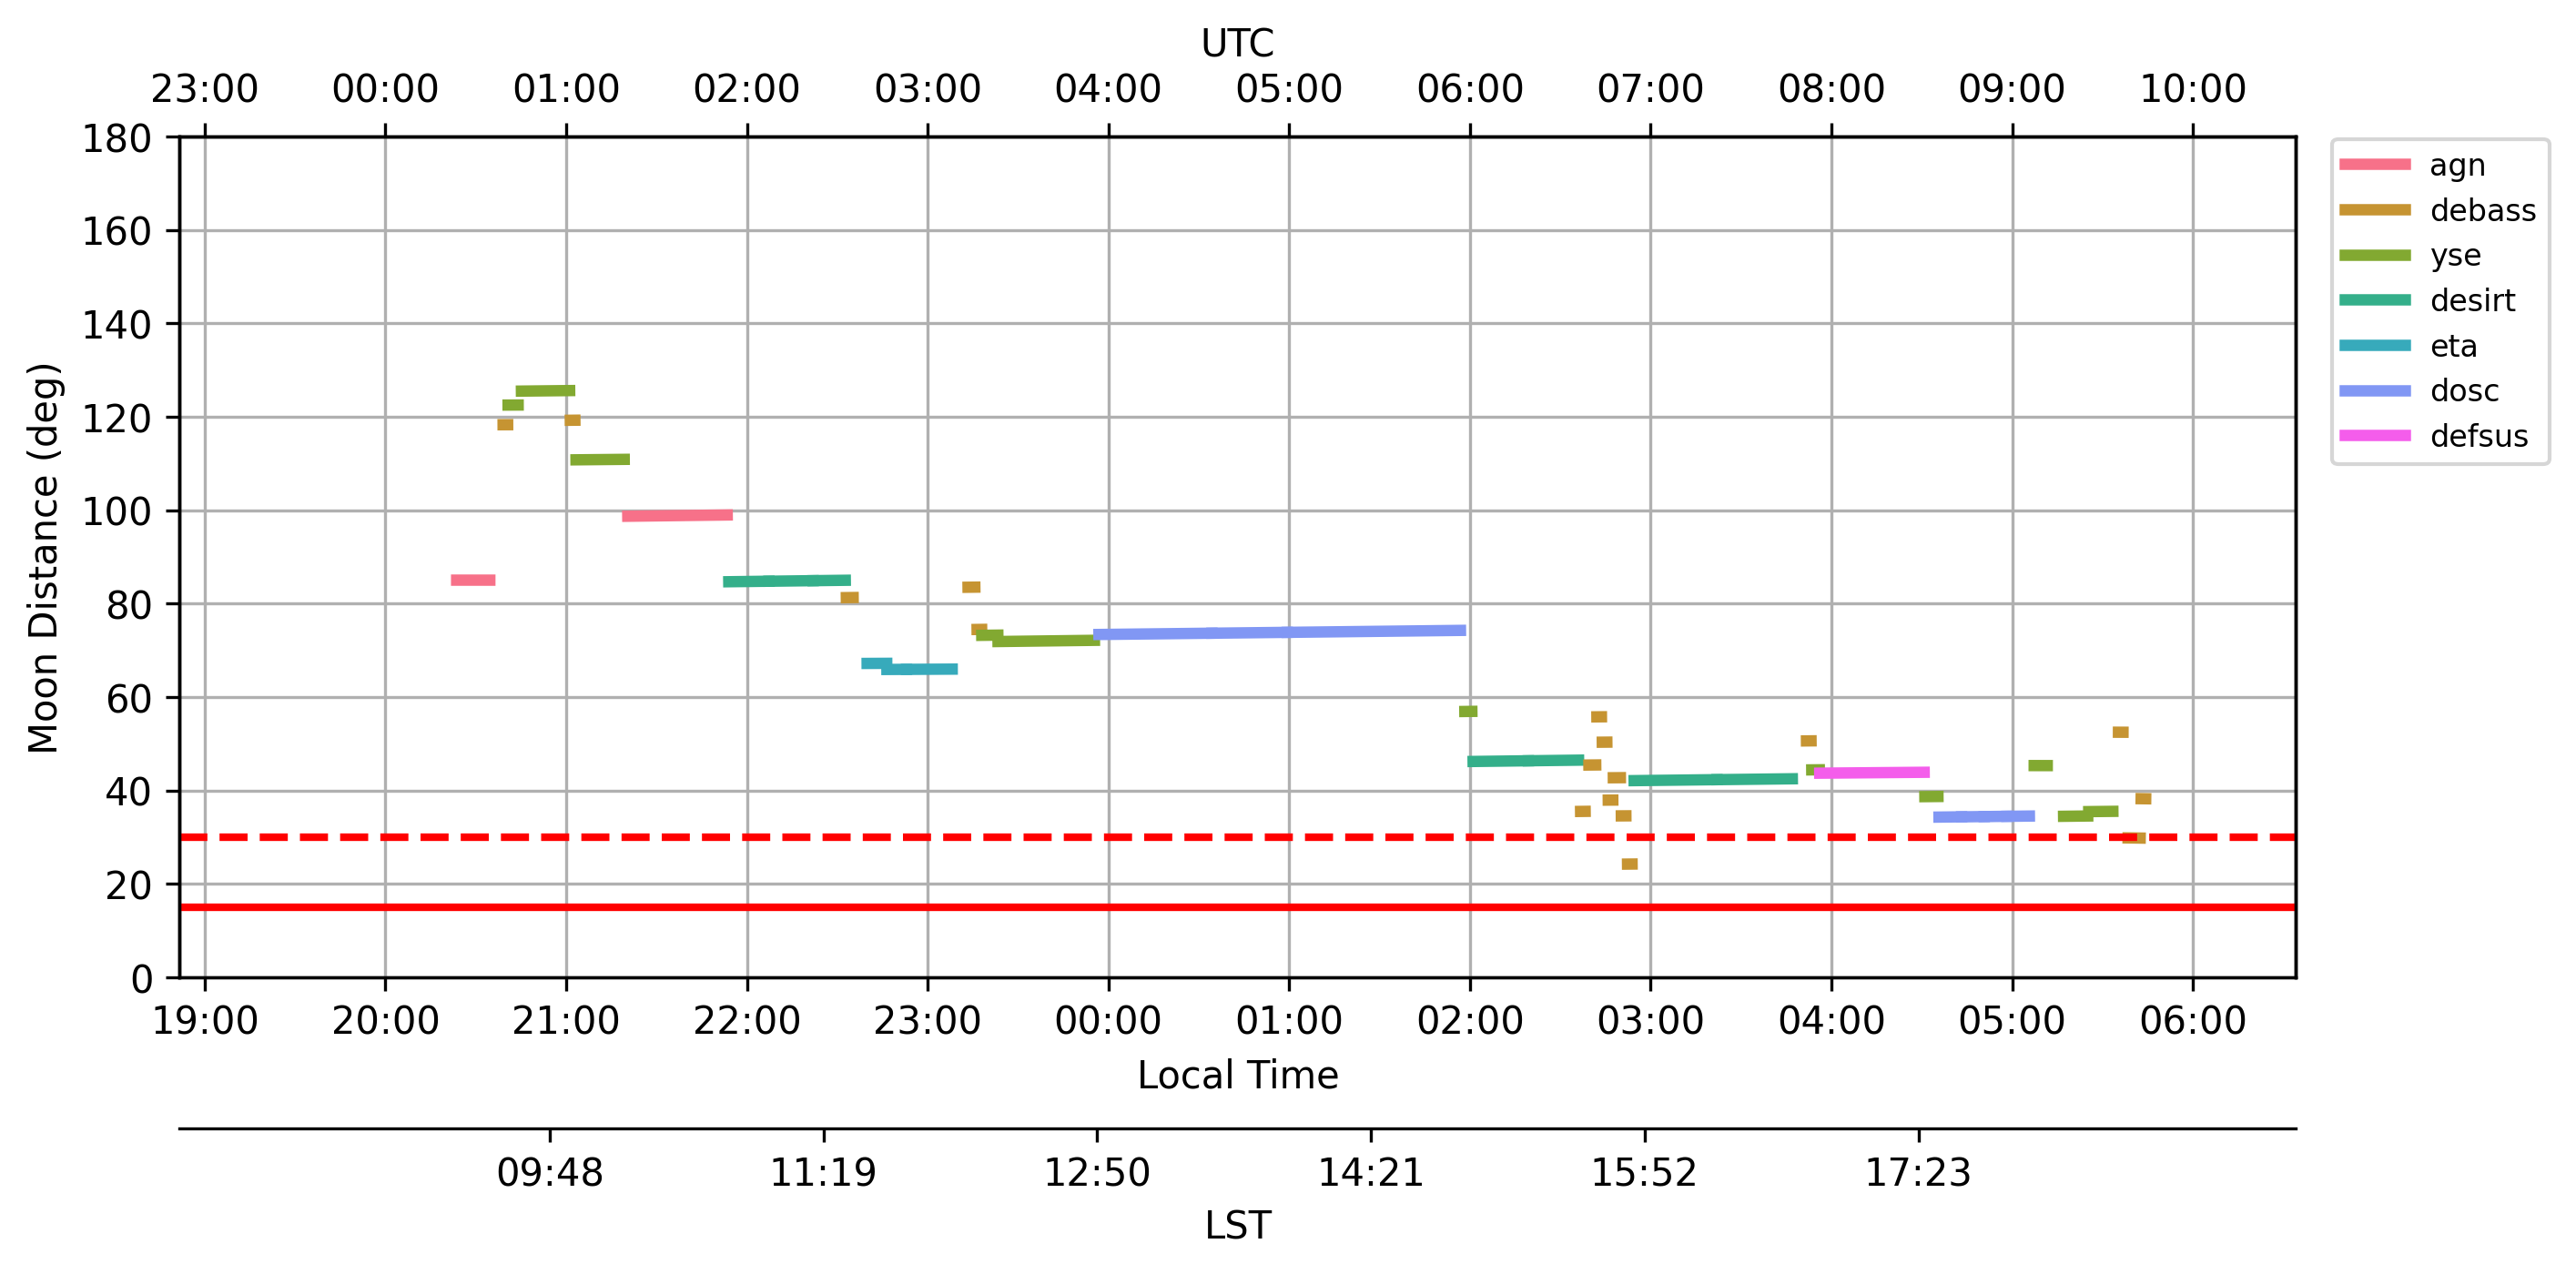 UTC
23:00 00:00 01:00 02:00 03:00 04:00 05:00 06:00 07:00 08:00 09:00 10:00
180
160
140
120
100
80
60
40
20
0
Moon Distance (deg)
agn
debass
yse
desirt
eta
dosc
defsus
19:00 20:00 21:00 22:00 23:00 00:00 01:00 02:00 03:00 04:00 05:00 06:00
Local Time
09:48 11:19 12:50 14:21 15:52 17:23
LST